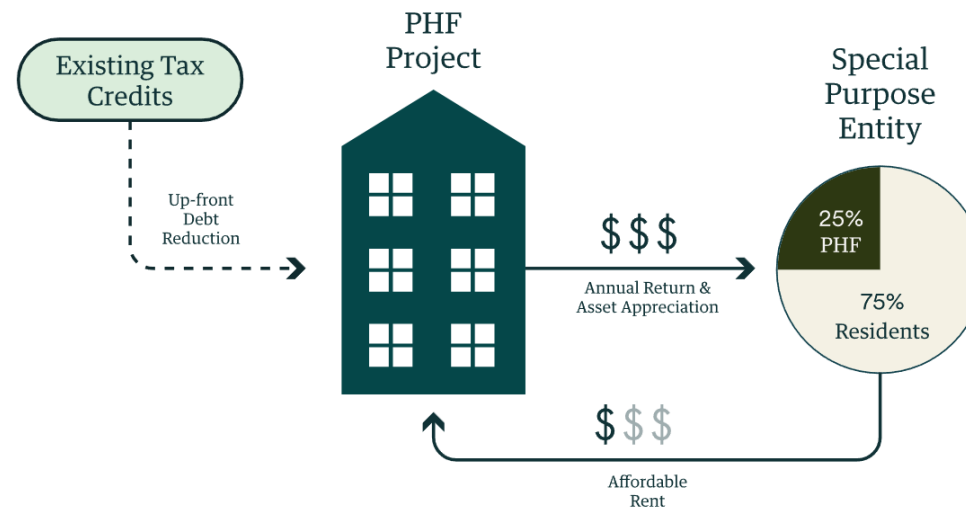 PHF
Project
Existing Tax
Credits
Special
Purpose
Entity
Up-front
Debt
Reduction
$$$
Annual Return &
Asset Appreciation
25%
PHF
75%
Residents
$$$
Affordable
Rent